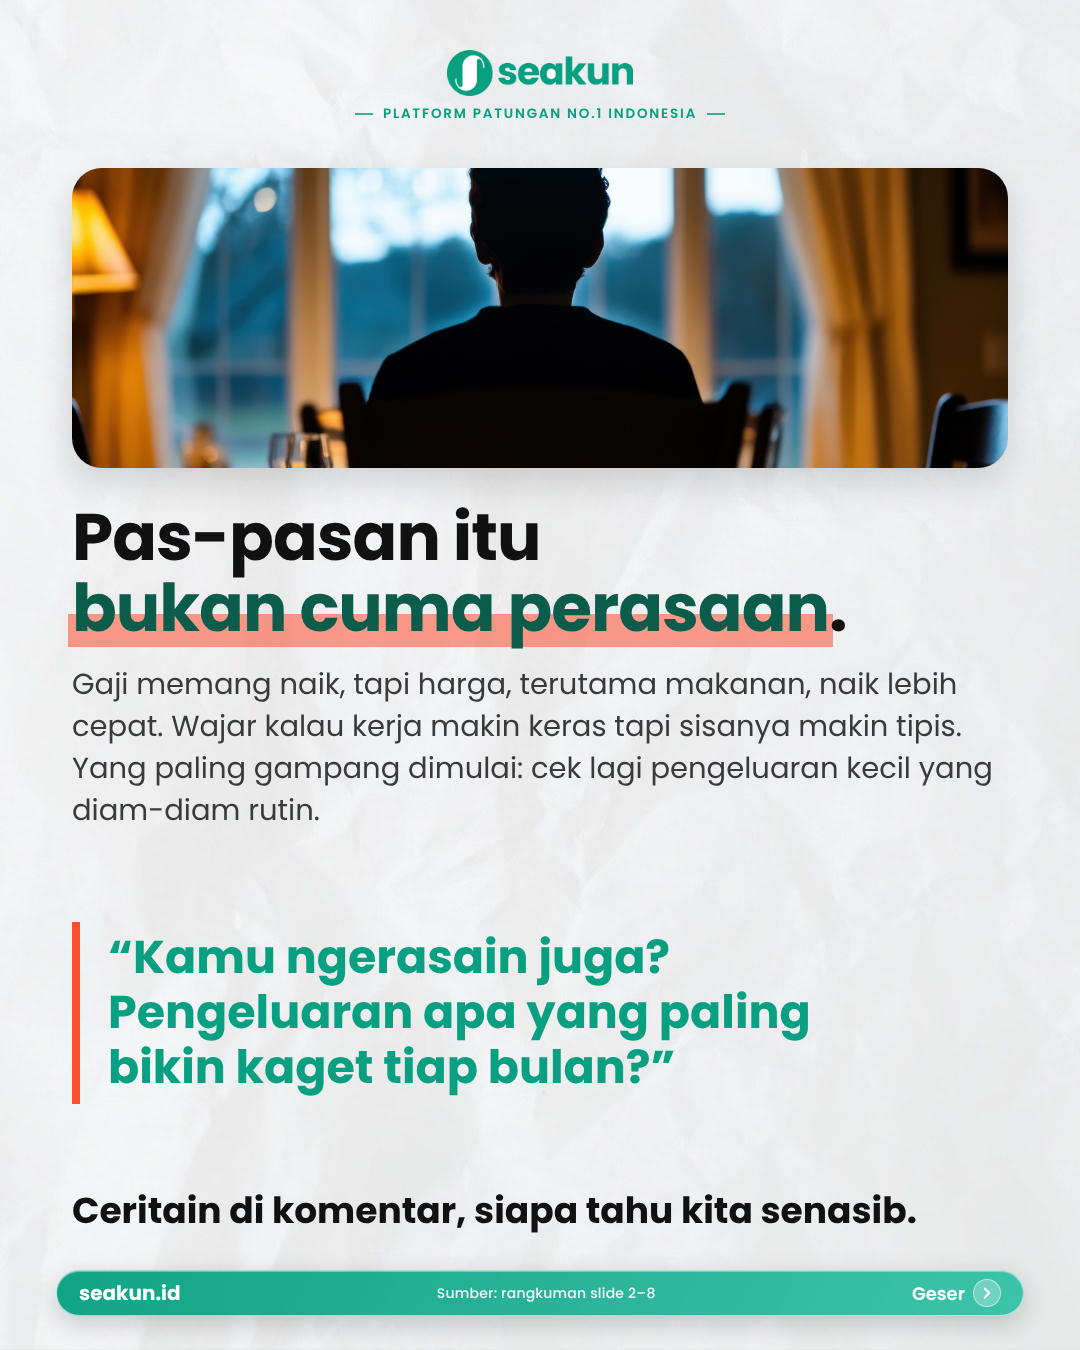 seakun
PLATFORM PATUNGAN NO.1 INDONESIA
Pas-pasan itu
bukan cuma perasaan.
Gaji memang naik, tapi harga, terutama makanan, naik lebih
cepat. Wajar kalau kerja makin keras tapi sisanya makin tipis.
Yang paling gampang dimulai: cek lagi pengeluaran kecil yang
diam-diam rutin.
“Kamu ngerasain juga?
Pengeluaran apa yang paling
bikin kaget tiap bulan?”
Ceritain di komentar, siapa tahu kita senasib.
seakun.id
Sumber: rangkuman slide 2–8
Geser